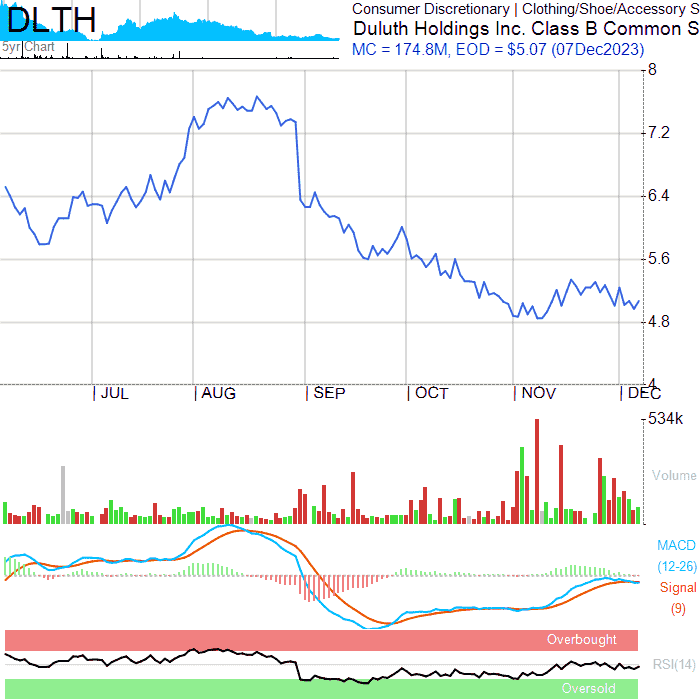 DLTH
5yr Chart
Consumer Discretionary | Clothing/Shoe/Accessory S
Duluth Holdings Inc. Class B Common S
MC = 174.8M, EOD = $5.07 (07Dec2023)
8
7.2
6.4
5.6
4.8
4
JUL
AUG
SEP
OCT
NOV
DEC
534k
Volume
MACD
(12-26)
Signal
(9)
Overbought
RSI(14)
Oversold